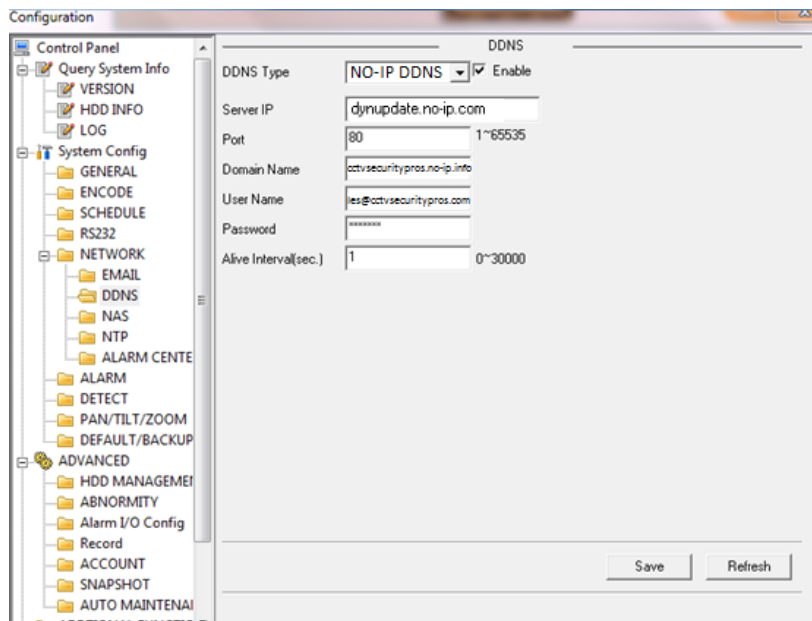 Configuration
Control Panel
Query System Info
VERSION
HDD INFO
LOG
System Config
GENERAL
ENCODE
SCHEDULE
RS232
NETWORK
EMAIL
DDNS
NAS
NTP
ALARM CENTE
ALARM
DETECT
PAN/TILT/ZOOM
DEFAULT/BACKUP
ADVANCED
HDD MANAGEME
ABNORMITY
Alarm I/O Config
Record
ACCOUNT
SNAPSHOT
AUTO MAINTENA
DDNS
DDNS Type NO-IP DDNS Enable
Server IP dynupdate.no-ip.com
Port 80 1~65535
Domain Name cctvsecuritypros.no-ip.info
User Name les@cctvsecuritypros.com
Password *******
Alive Interval(sec.) 1 0~30000
Save Refresh